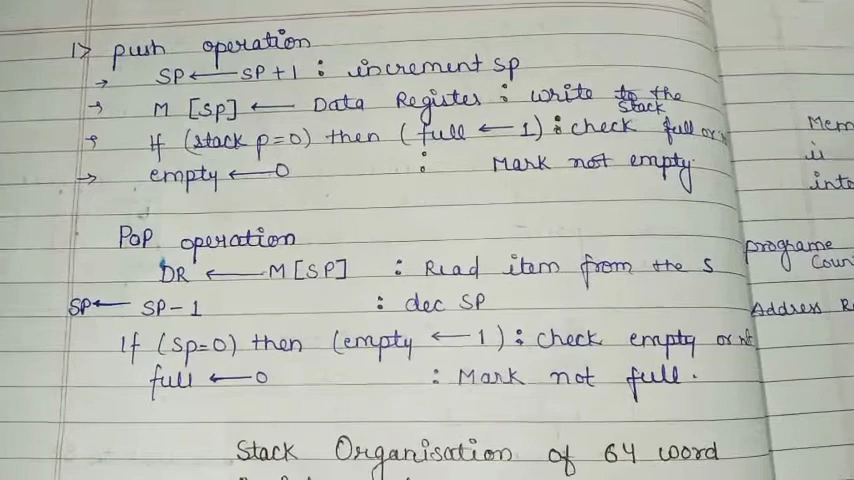 1> push operation
→ SP ← SP + 1 : increment sp
→ M [SP] ← Data Register : write to the stack
→ If (stack p = 0) then ( full ← 1) : check full or
→ empty ← 0 : Mark not empty.
POP operation
DR ← M [SP] : Read item from the S
SP ← SP - 1 : dec SP
If (SP=0) then (empty ← 1) : check empty or nt
full ← 0 : Mark not full.
Stack Organisation of 64 word
Mem
is
into
programe
Coun
Address R